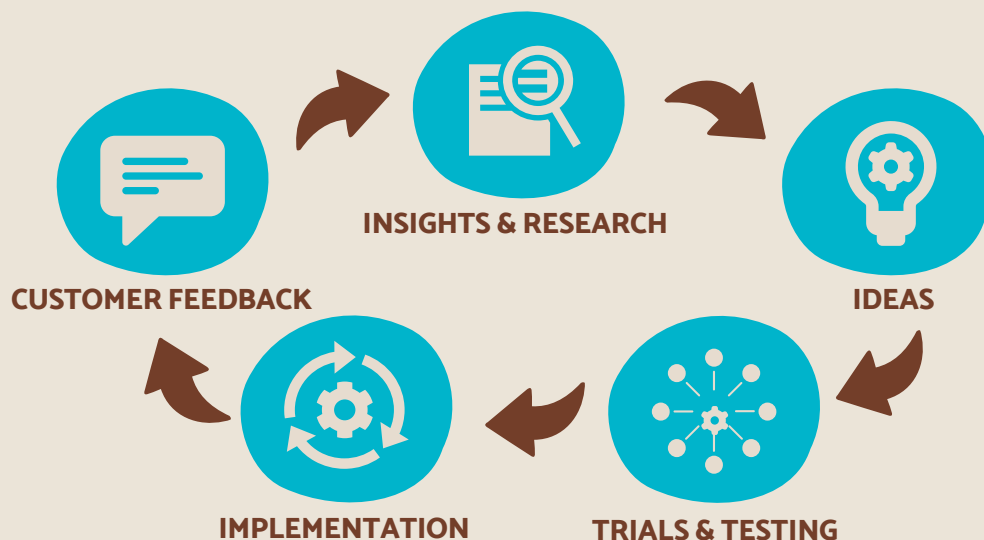 INSIGHTS & RESEARCH
CUSTOMER FEEDBACK
IDEAS
IMPLEMENTATION
TRIALS & TESTING